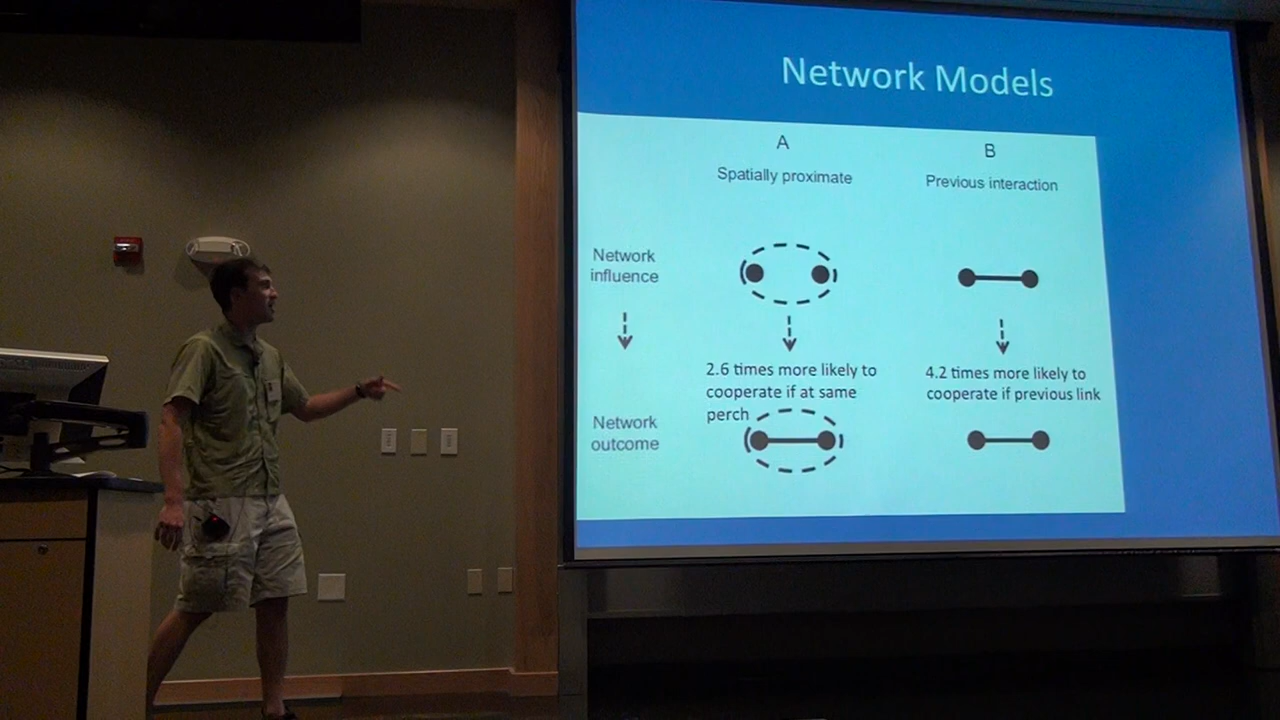 Network Models
A
B
Spatially proximate
Previous interaction
Network
influence
2.6 times more likely to
cooperate if at same
perch
4.2 times more likely to
cooperate if previous link
Network
outcome